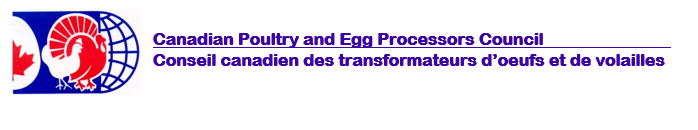 Canadian Poultry and Egg Processors Council
Conseil canadien des transformateurs d’oeufs et de volailles